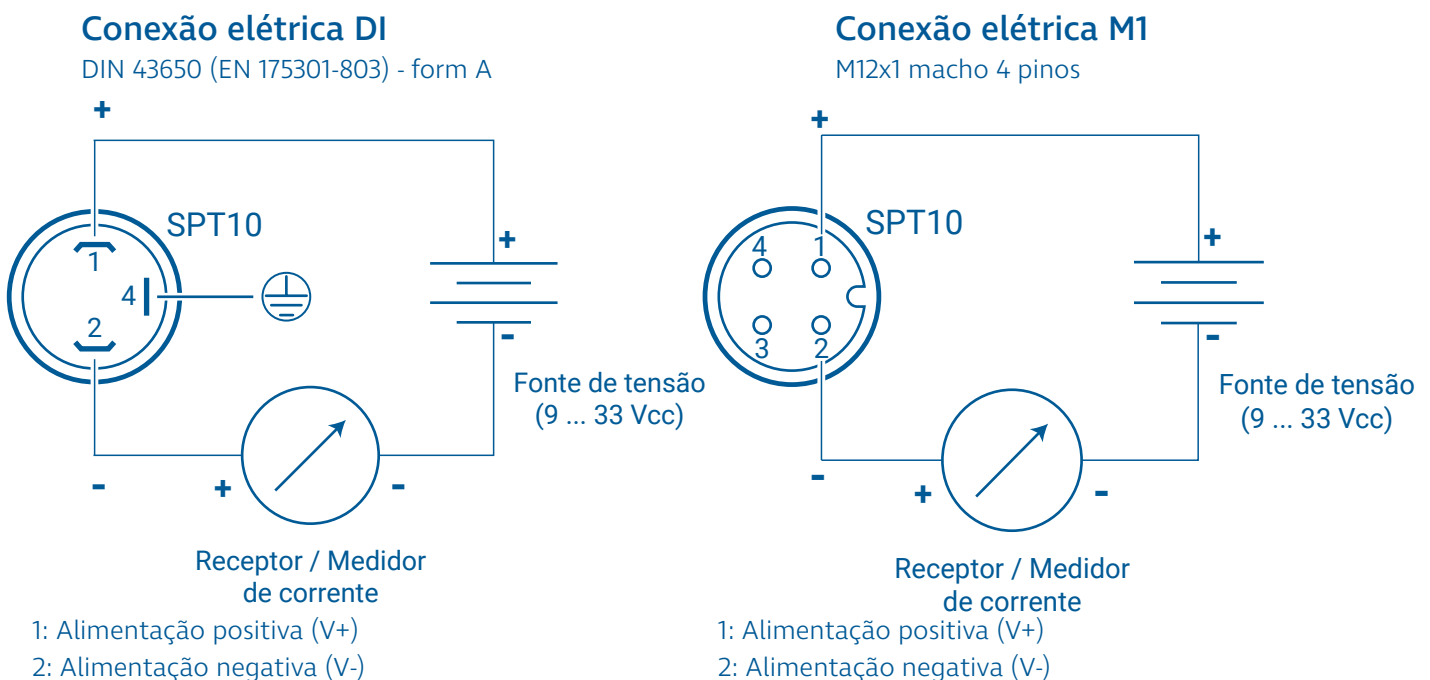 Conexão elétrica DI
DIN 43650 (EN 175301-803) - form A
+
SPT10
1
4
2
+
-
Fonte de tensão
(9 ... 33 Vcc)
-
+
-
Receptor / Medidor
de corrente
1: Alimentação positiva (V+)
2: Alimentação negativa (V-)
Conexão elétrica M1
M12x1 macho 4 pinos
+
SPT10
4 1
3 2
+
-
Fonte de tensão
(9 ... 33 Vcc)
-
+
-
Receptor / Medidor
de corrente
1: Alimentação positiva (V+)
2: Alimentação negativa (V-)